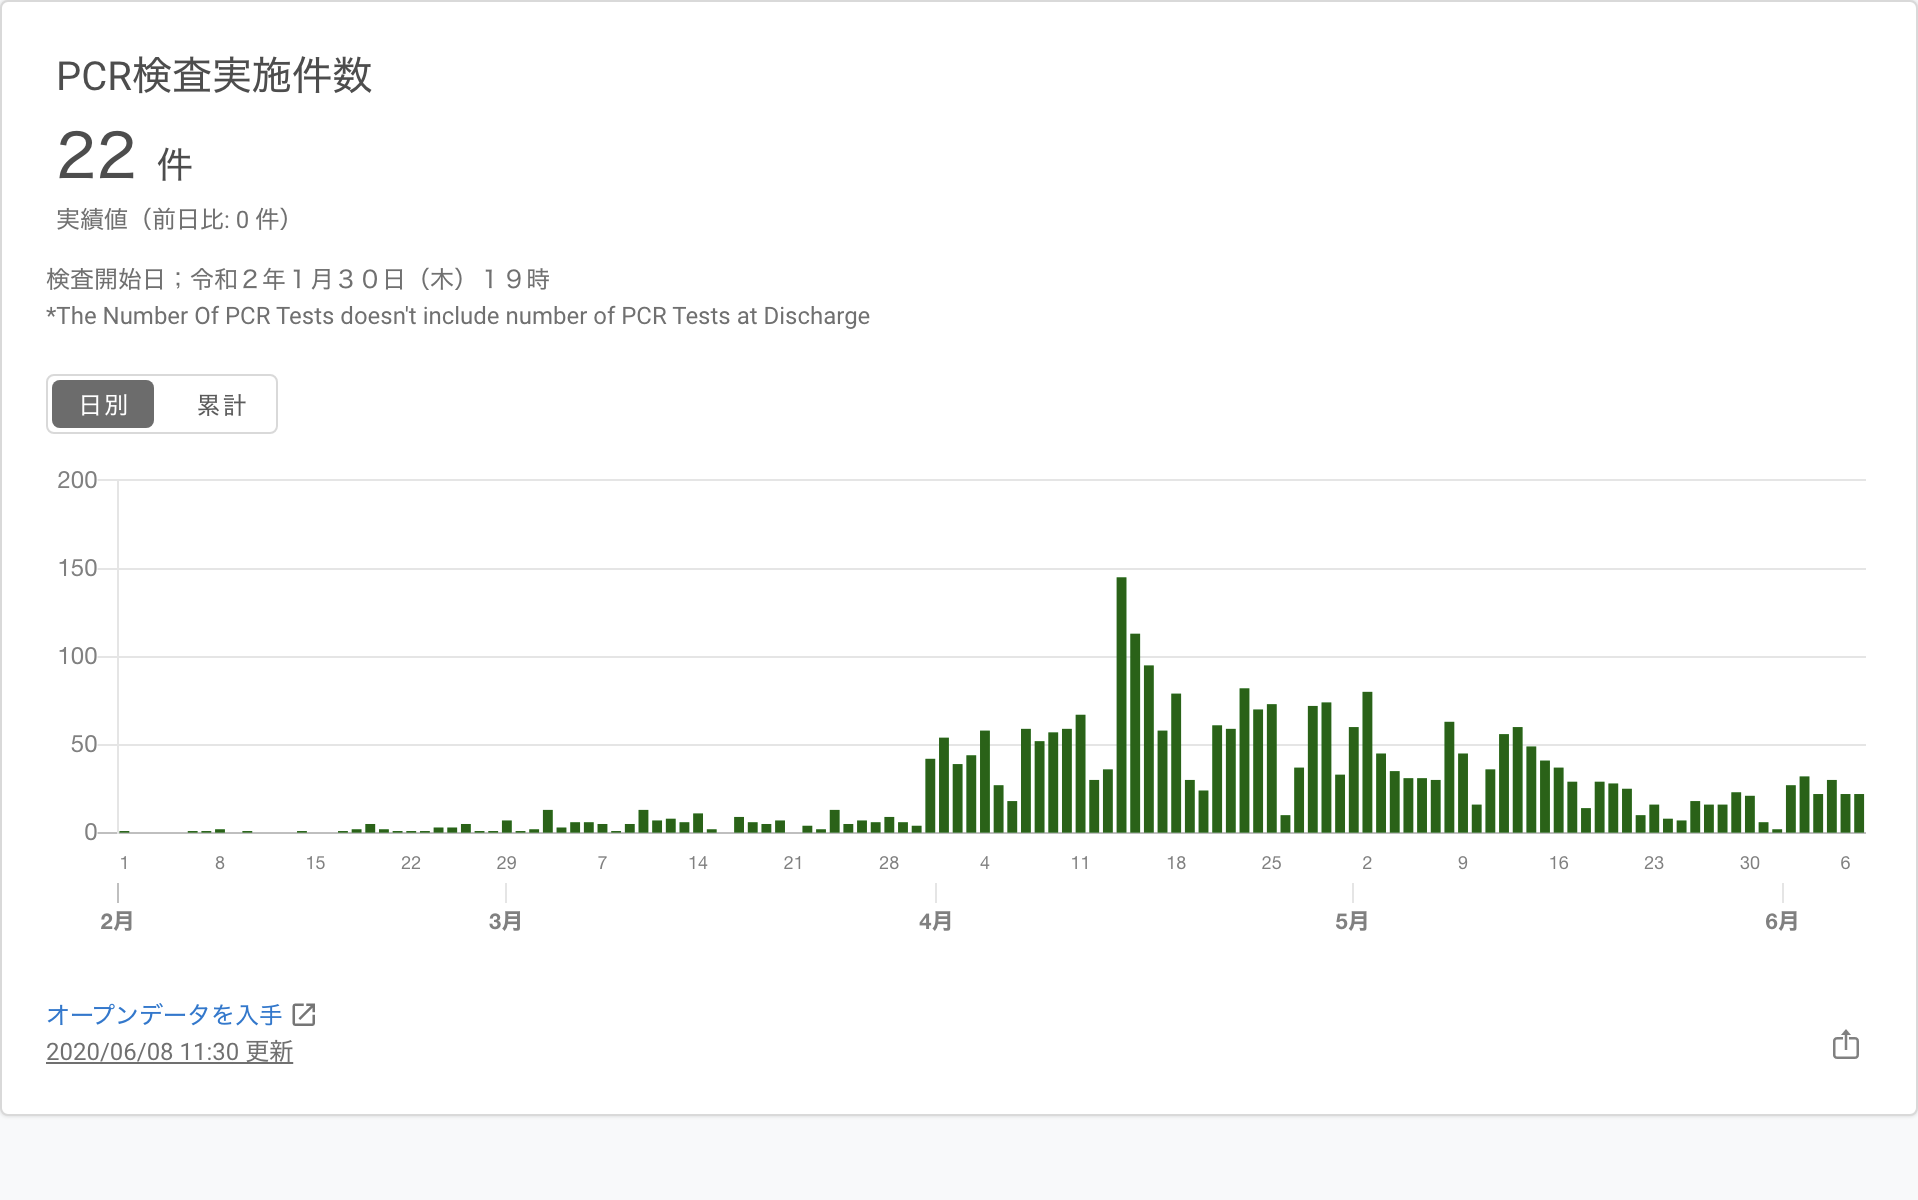 PCR検査実施件数
22 件
実績値（前日比: 0 件）
検査開始日；令和２年１月３０日（木）１９時
*The Number Of PCR Tests doesn't include number of PCR Tests at Discharge
日別 累計
200
150
100
50
0
1 8 15 22 29 7 14 21 28 4 11 18 25 2 9 16 23 30 6
2月 3月 4月 5月 6月
オープンデータを入手
2020/06/08 11:30 更新